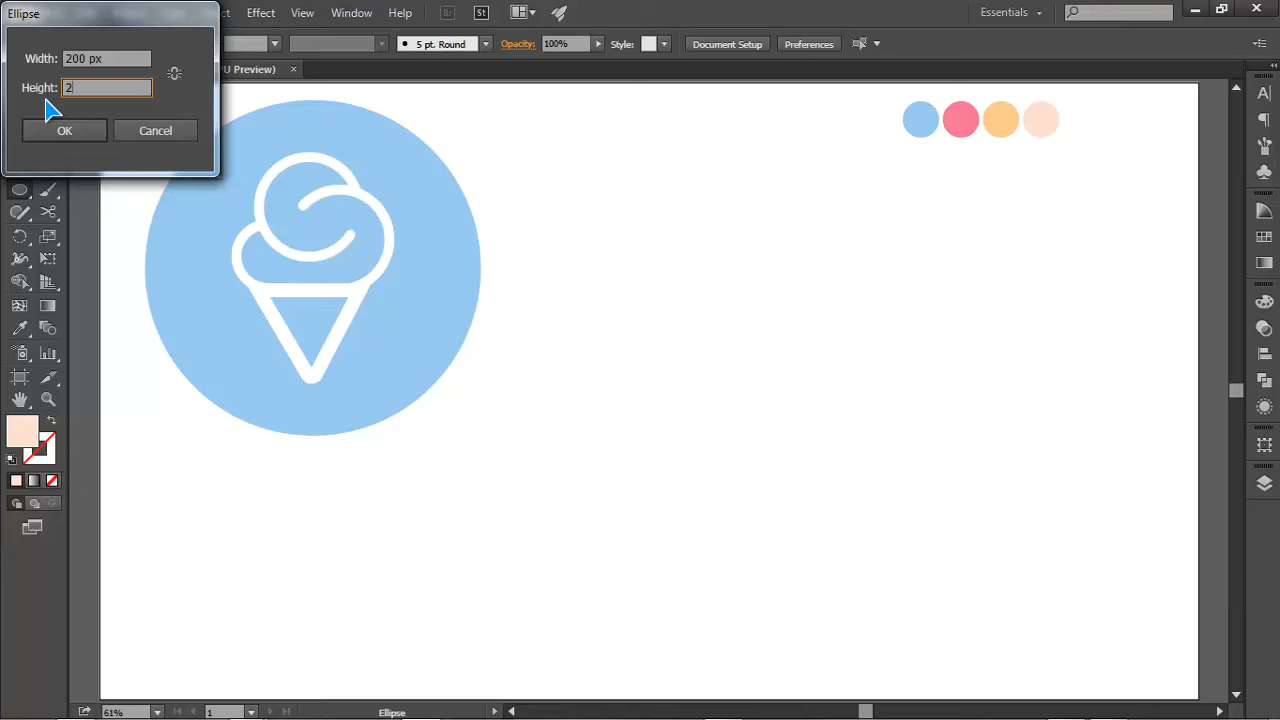 Ellipse
Effect View Window Help Br St Essentials
Width: 200 px
5 pt. Round Opacity: 100% Style: Document Setup Preferences
U Preview) ×
Height: 2
OK Cancel
61% 1 Ellipse